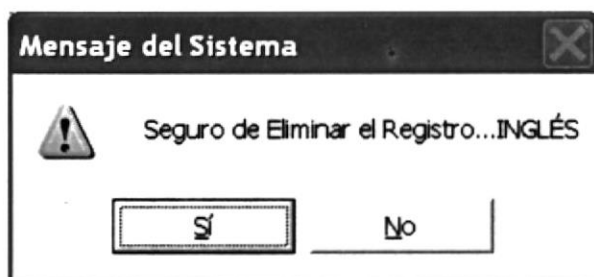 Mensaje del Sistema
Seguro de Eliminar el Registro...INGLÉS
Sí No